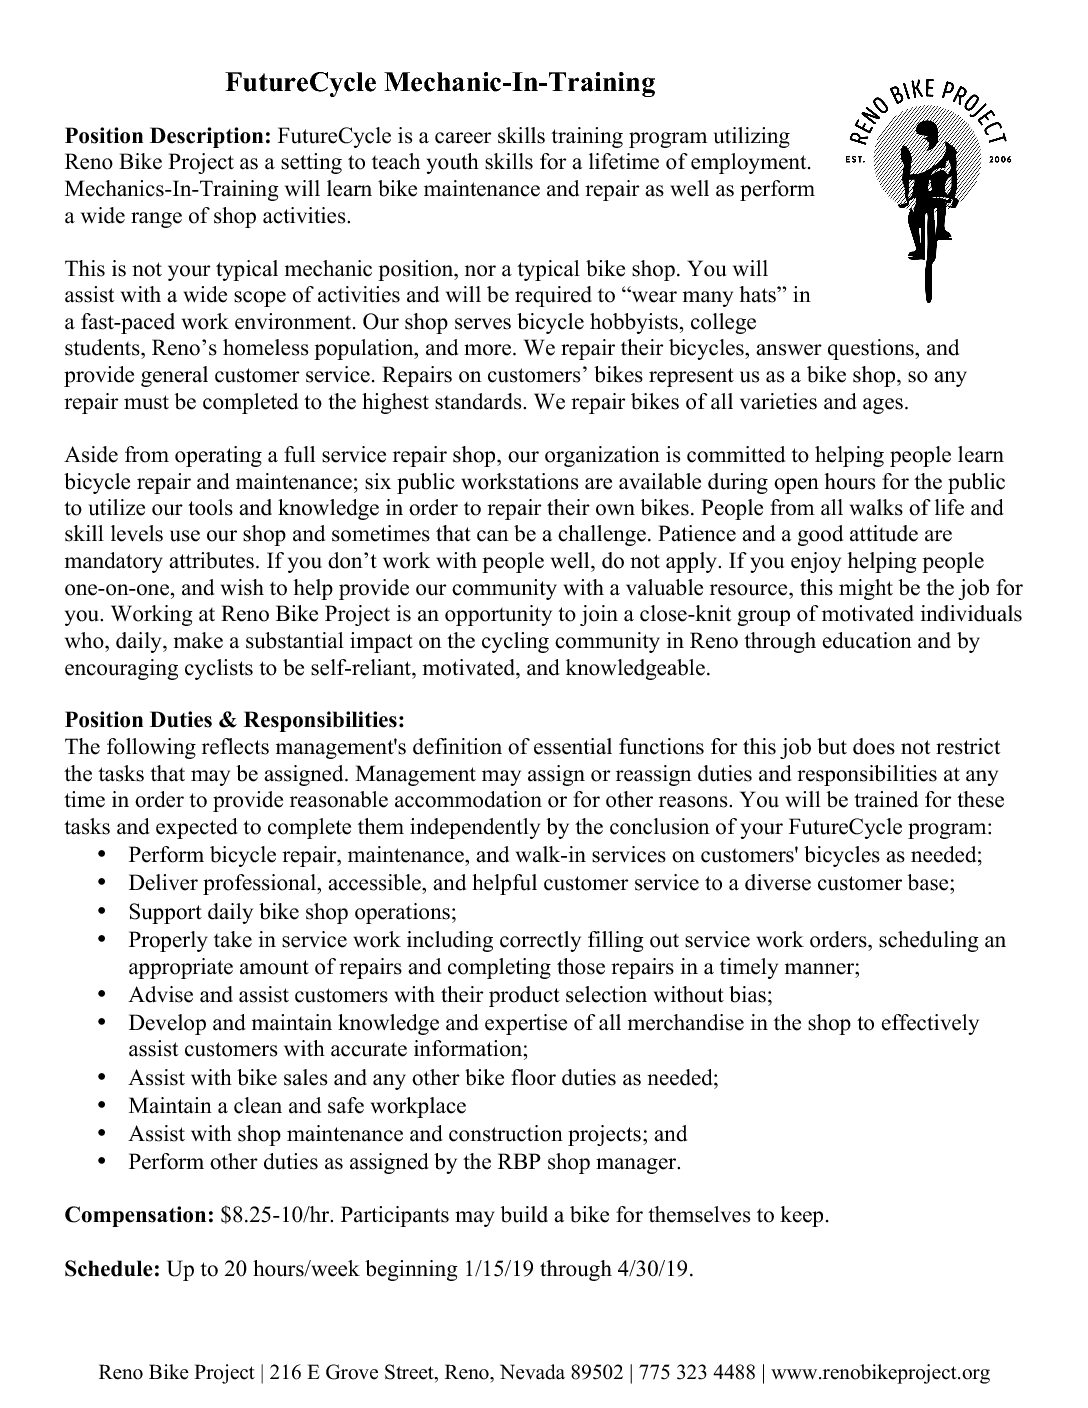 FutureCycle Mechanic-In-Training
RENO BIKE PROJECT
EST. 2006
Position Description: FutureCycle is a career skills training program utilizing
Reno Bike Project as a setting to teach youth skills for a lifetime of employment.
Mechanics-In-Training will learn bike maintenance and repair as well as perform
a wide range of shop activities.
This is not your typical mechanic position, nor a typical bike shop. You will
assist with a wide scope of activities and will be required to “wear many hats” in
a fast-paced work environment. Our shop serves bicycle hobbyists, college
students, Reno’s homeless population, and more. We repair their bicycles, answer questions, and
provide general customer service. Repairs on customers’ bikes represent us as a bike shop, so any
repair must be completed to the highest standards. We repair bikes of all varieties and ages.
Aside from operating a full service repair shop, our organization is committed to helping people learn
bicycle repair and maintenance; six public workstations are available during open hours for the public
to utilize our tools and knowledge in order to repair their own bikes. People from all walks of life and
skill levels use our shop and sometimes that can be a challenge. Patience and a good attitude are
mandatory attributes. If you don’t work with people well, do not apply. If you enjoy helping people
one-on-one, and wish to help provide our community with a valuable resource, this might be the job for
you. Working at Reno Bike Project is an opportunity to join a close-knit group of motivated individuals
who, daily, make a substantial impact on the cycling community in Reno through education and by
encouraging cyclists to be self-reliant, motivated, and knowledgeable.
Position Duties & Responsibilities:
The following reflects management's definition of essential functions for this job but does not restrict
the tasks that may be assigned. Management may assign or reassign duties and responsibilities at any
time in order to provide reasonable accommodation or for other reasons. You will be trained for these
tasks and expected to complete them independently by the conclusion of your FutureCycle program:
• Perform bicycle repair, maintenance, and walk-in services on customers' bicycles as needed;
• Deliver professional, accessible, and helpful customer service to a diverse customer base;
• Support daily bike shop operations;
• Properly take in service work including correctly filling out service work orders, scheduling an
appropriate amount of repairs and completing those repairs in a timely manner;
• Advise and assist customers with their product selection without bias;
• Develop and maintain knowledge and expertise of all merchandise in the shop to effectively
assist customers with accurate information;
• Assist with bike sales and any other bike floor duties as needed;
• Maintain a clean and safe workplace
• Assist with shop maintenance and construction projects; and
• Perform other duties as assigned by the RBP shop manager.
Compensation: $8.25-10/hr. Participants may build a bike for themselves to keep.
Schedule: Up to 20 hours/week beginning 1/15/19 through 4/30/19.
Reno Bike Project | 216 E Grove Street, Reno, Nevada 89502 | 775 323 4488 | www.renobikeproject.org